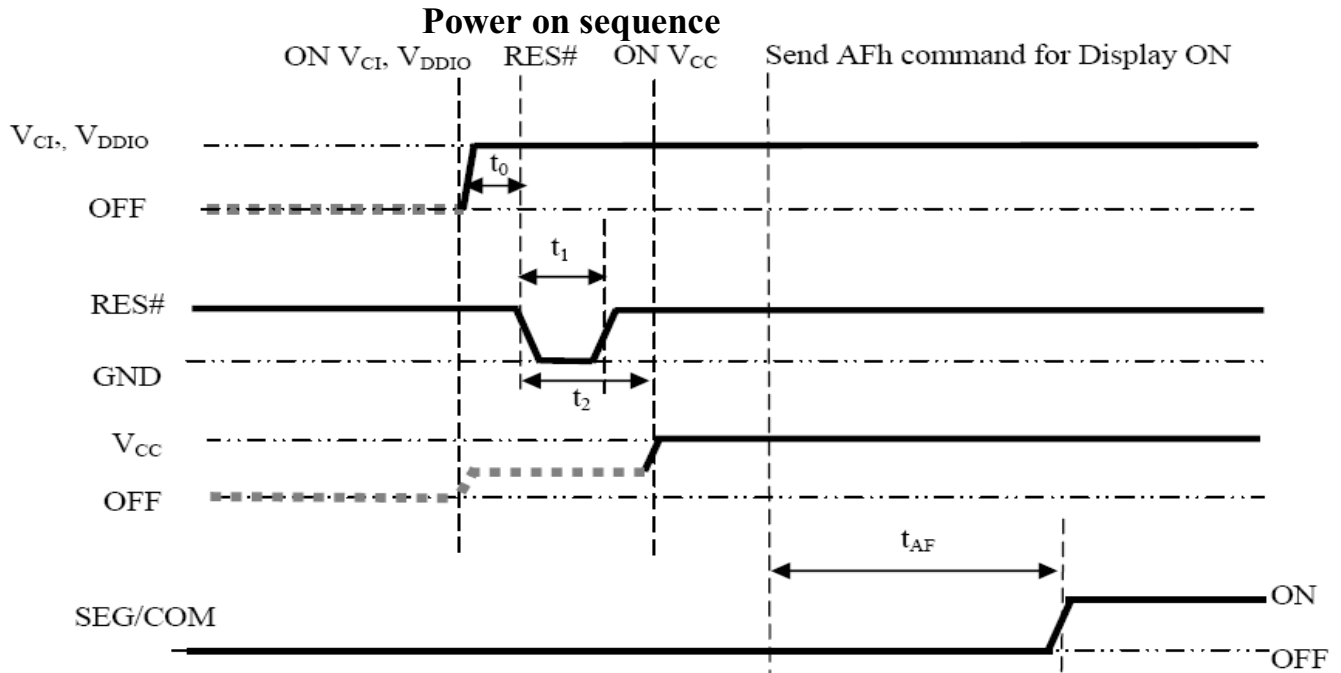 Power on sequence
ON VCI, VDDIO RES# ON VCC Send AFh command for Display ON
VCI,, VDDIO
t0
OFF
t1
RES#
GND
t2
VCC
OFF
tAF
ON
SEG/COM
OFF